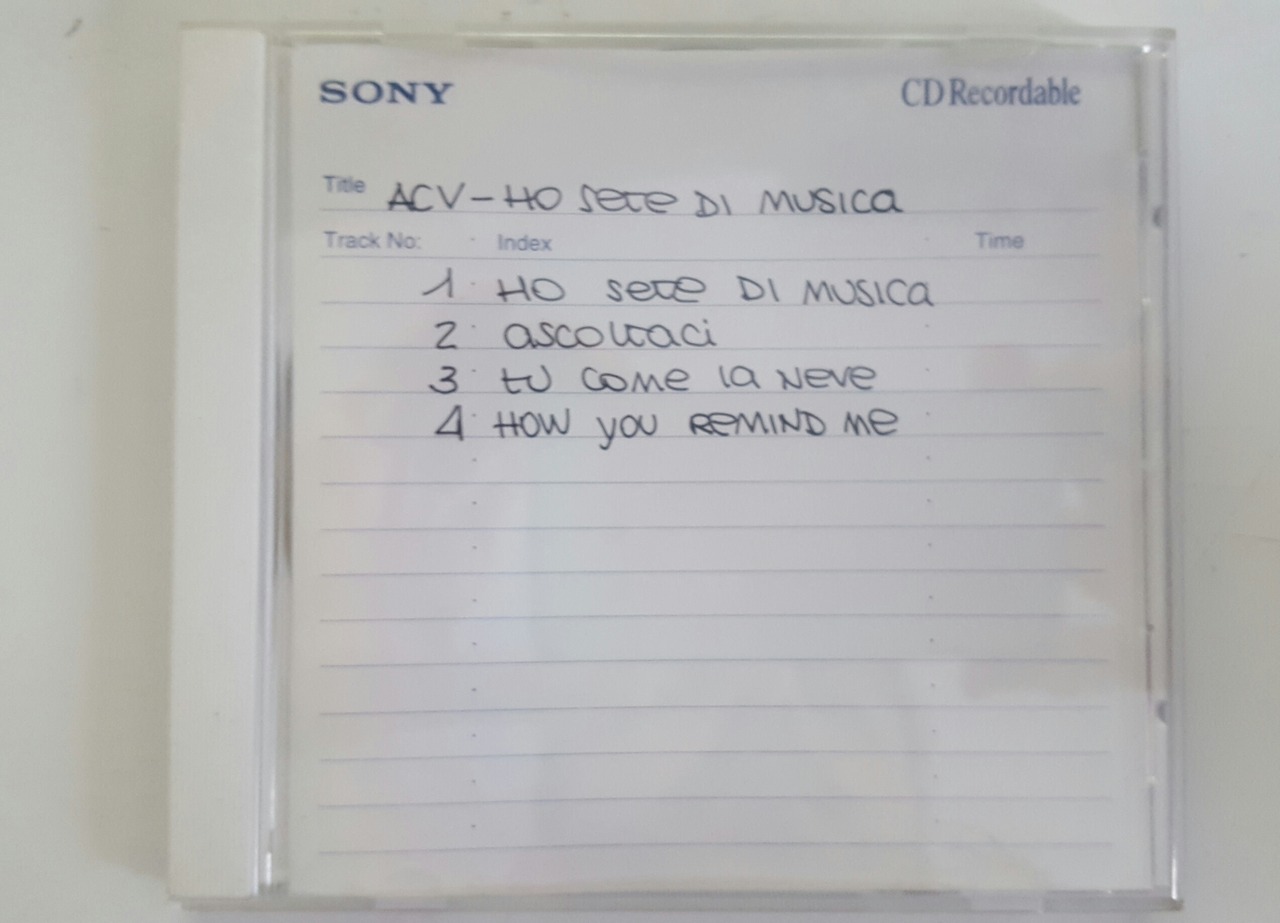 SONY CD Recordable
Title ACV - HO SETE DI MUSICA
Track No: Index Time
1 HO SETE DI MUSICA
2 ascoltaci
3 tu come la neve
4 HOW you REMIND me